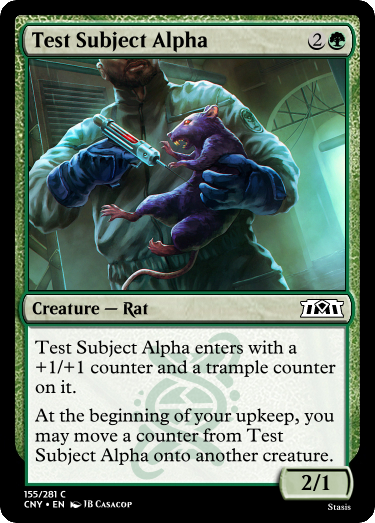 Test Subject Alpha 2
Creature — Rat
Test Subject Alpha enters with a
+1/+1 counter and a trample counter
on it.
At the beginning of your upkeep, you
may move a counter from Test
Subject Alpha onto another creature.
2/1
155/281 C
CNY • EN JB Casacop
Stasis